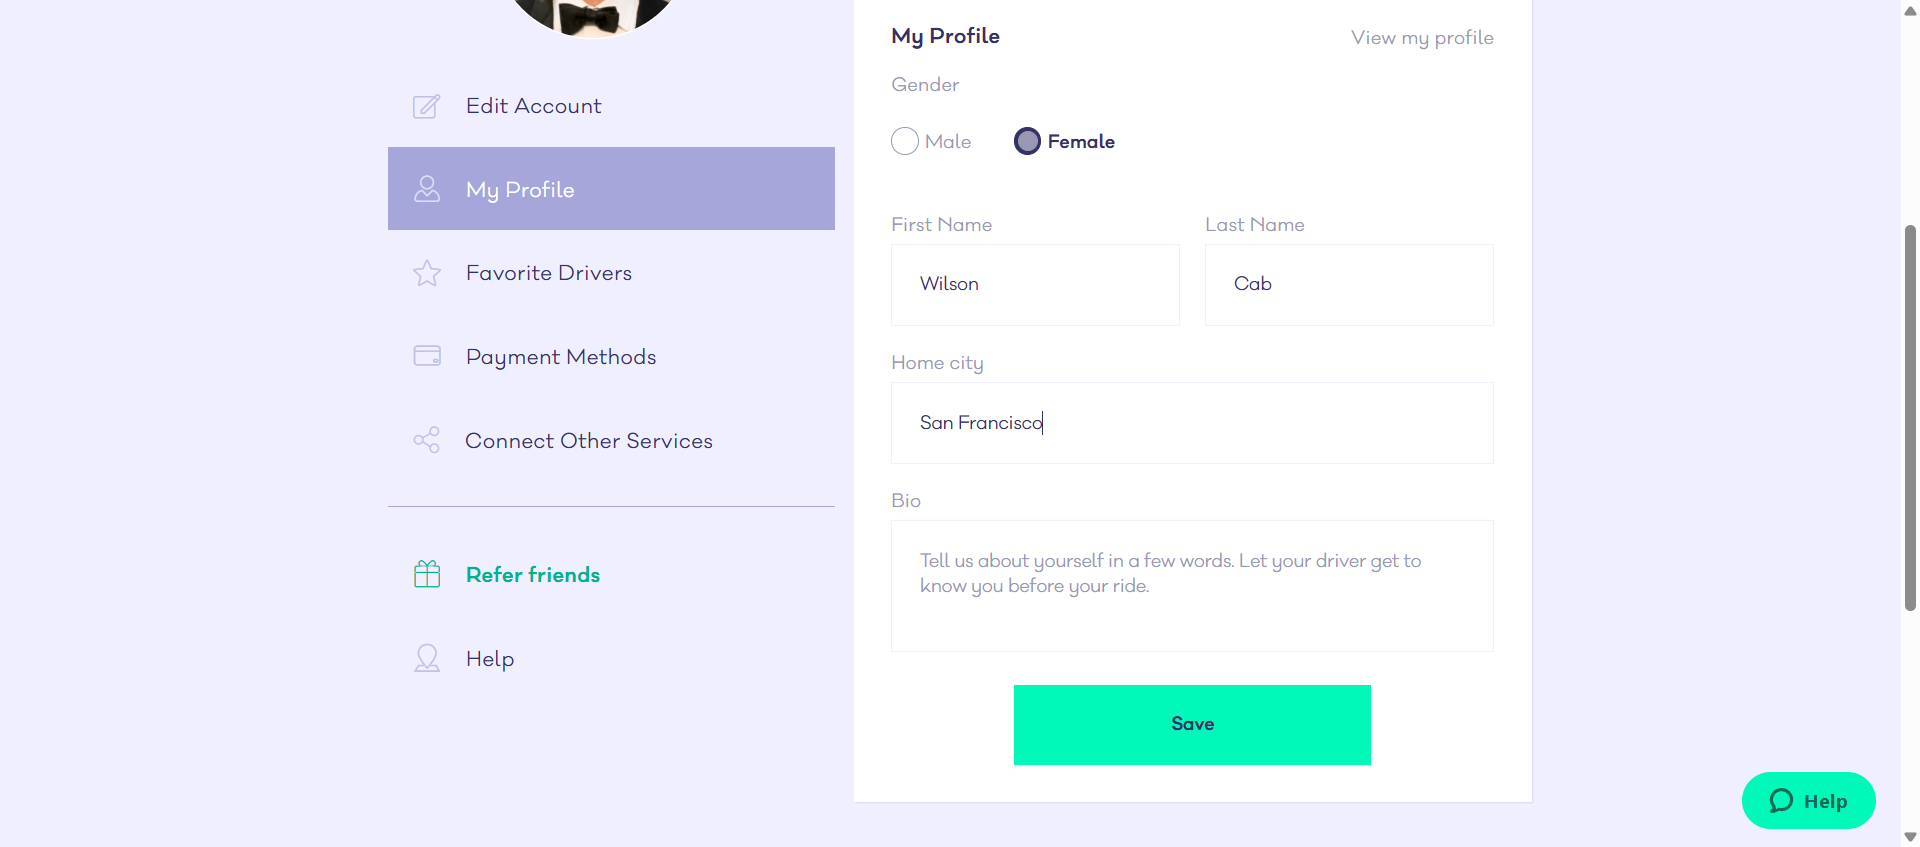 Edit Account
My Profile
Favorite Drivers
Payment Methods
Connect Other Services
Refer friends
Help
My Profile
View my profile
Gender
Male
Female
First Name
Last Name
Wilson
Cab
Home city
San Francisco
Bio
Tell us about yourself in a few words. Let your driver get to
know you before your ride.
Save
Help